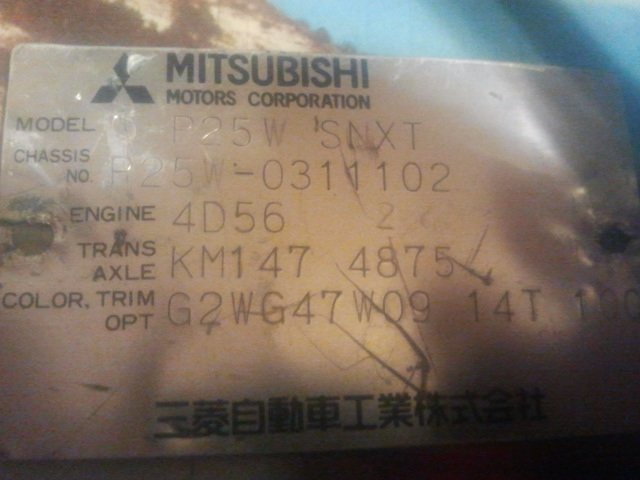 MITSUBISHI
MOTORS CORPORATION
MODEL P25W SNXT
CHASSIS NO. P25W-0311102
ENGINE 4D56 2
TRANS AXLE KM147 4875
COLOR, TRIM OPT G2WG47W09 14T
三菱自動車工業株式会社